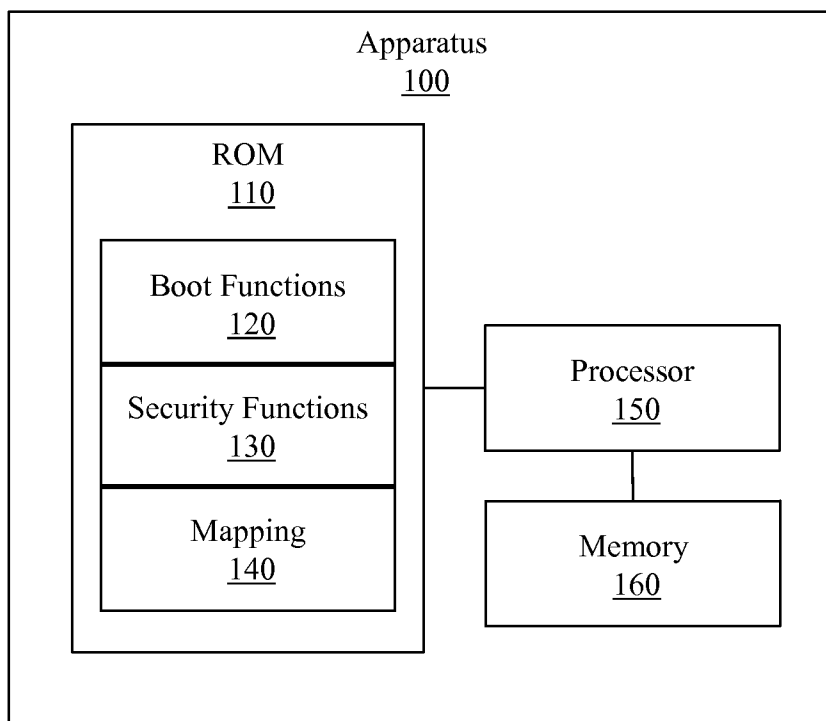 Apparatus
100
ROM
110
Boot Functions
120
Security Functions
130
Mapping
140
Processor
150
Memory
160